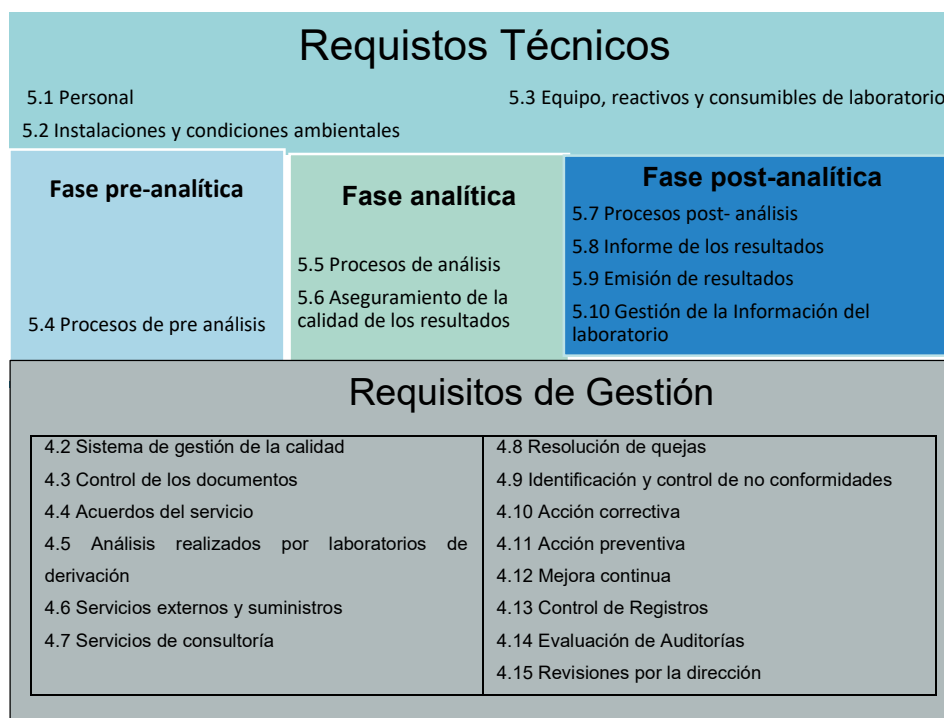 Requistos Técnicos
5.1 Personal
5.3 Equipo, reactivos y consumibles de laboratorio
5.2 Instalaciones y condiciones ambientales
Fase pre-analítica
5.4 Procesos de pre análisis
Fase analítica
5.5 Procesos de análisis
5.6 Aseguramiento de la
calidad de los resultados
Fase post-analítica
5.7 Procesos post- análisis
5.8 Informe de los resultados
5.9 Emisión de resultados
5.10 Gestión de la Información del
laboratorio
Requisitos de Gestión
4.2 Sistema de gestión de la calidad
4.3 Control de los documentos
4.4 Acuerdos del servicio
4.5 Análisis realizados por laboratorios de
derivación
4.6 Servicios externos y suministros
4.7 Servicios de consultoría
4.8 Resolución de quejas
4.9 Identificación y control de no conformidades
4.10 Acción correctiva
4.11 Acción preventiva
4.12 Mejora continua
4.13 Control de Registros
4.14 Evaluación de Auditorías
4.15 Revisiones por la dirección